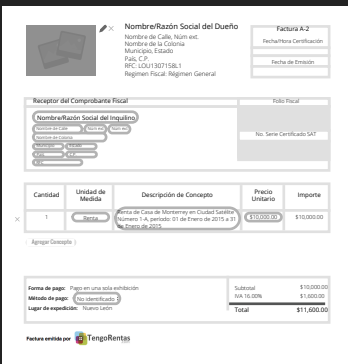 Nombre/Razón Social del Dueño
Nombre de Calle, Núm ext.
Nombre de la Colonia
Municipio, Estado
País, C.P.
RFC: LOU1307158L1
Regimen Fiscal: Régimen General
Factura A-2
Fecha/Hora Certificación
Fecha de Emisión
Receptor del Comprobante Fiscal
Folio Fiscal
Nombre/Razón Social del Inquilino
Nombre de Calle Núm ext Núm ext
Nombre de Colonia
Municipio Estado
País C.P.
RFC
No. Serie Certificado SAT
Cantidad Unidad de Medida Descripción de Concepto Precio Unitario Importe
1 Renta Renta de Casa de Monterrey en Ciudad Satélite $10,000.00 $10,000.00
Número 1-A, período: 01 de Enero de 2015 a 31
de Enero de 2015
Agregar Concepto
Forma de pago: Pago en una sola exhibición
Método de pago: No identificado
Lugar de expedición: Nuevo León
Subtotal $10,000.00
IVA 16.00% $1,600.00
Total $11,600.00
Factura emitida por TengoRentas